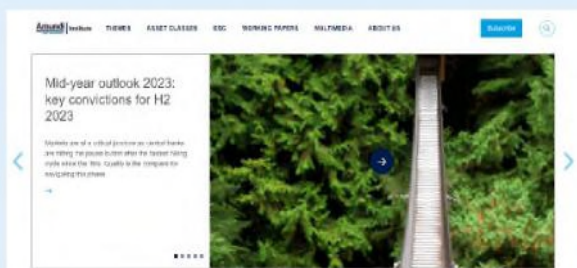 Amundi Institute THEMES ASSET CLASSES ESG WORKING PAPERS MULTIMEDIA ABOUT US Subscribe
Mid-year outlook 2023:
key convictions for H2
2023
Markets are at a critical juncture as central banks
are hitting the pause button after the fastest hiking
cycle since the 80s. Quality is the compass for
navigating this phase.